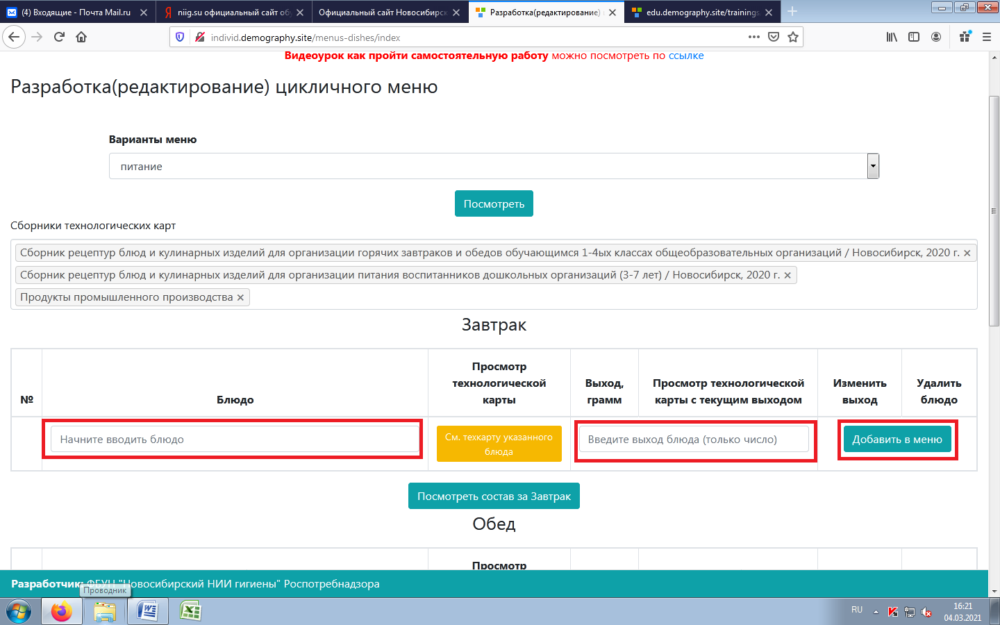 (4) Входящие - Почта Mail.ru
niig.su официальный сайт об
Официальный сайт Новосибирск
Разработка(редактирование)
edu.demography.site/trainings
individ.demography.site/menus-dishes/index
Видеоурок как пройти самостоятельную работу можно посмотреть по ссылке
Разработка(редактирование) цикличного меню
Варианты меню
питание
Посмотреть
Сборники технологических карт
Сборник рецептур блюд и кулинарных изделий для организации горячих завтраков и обедов обучающимся 1-4ых классах общеобразовательных организаций / Новосибирск, 2020 г. ×
Сборник рецептур блюд и кулинарных изделий для организации питания воспитанников дошкольных организаций (3-7 лет) / Новосибирск, 2020 г. ×
Продукты промышленного производства ×
Завтрак
№
Блюдо
Просмотр
технологической
карты
Выход,
грамм
Просмотр технологической
карты с текущим выходом
Изменить
выход
Удалить
блюдо
Начните вводить блюдо
См. техкарту указанного
блюда
Введите выход блюда (только число)
Добавить в меню
Посмотреть состав за Завтрак
Обед
Просмотр
Разработчик: ФБУН "Новосибирский НИИ гигиены" Роспотребнадзора
Проводник
RU
16:21
04.03.2021